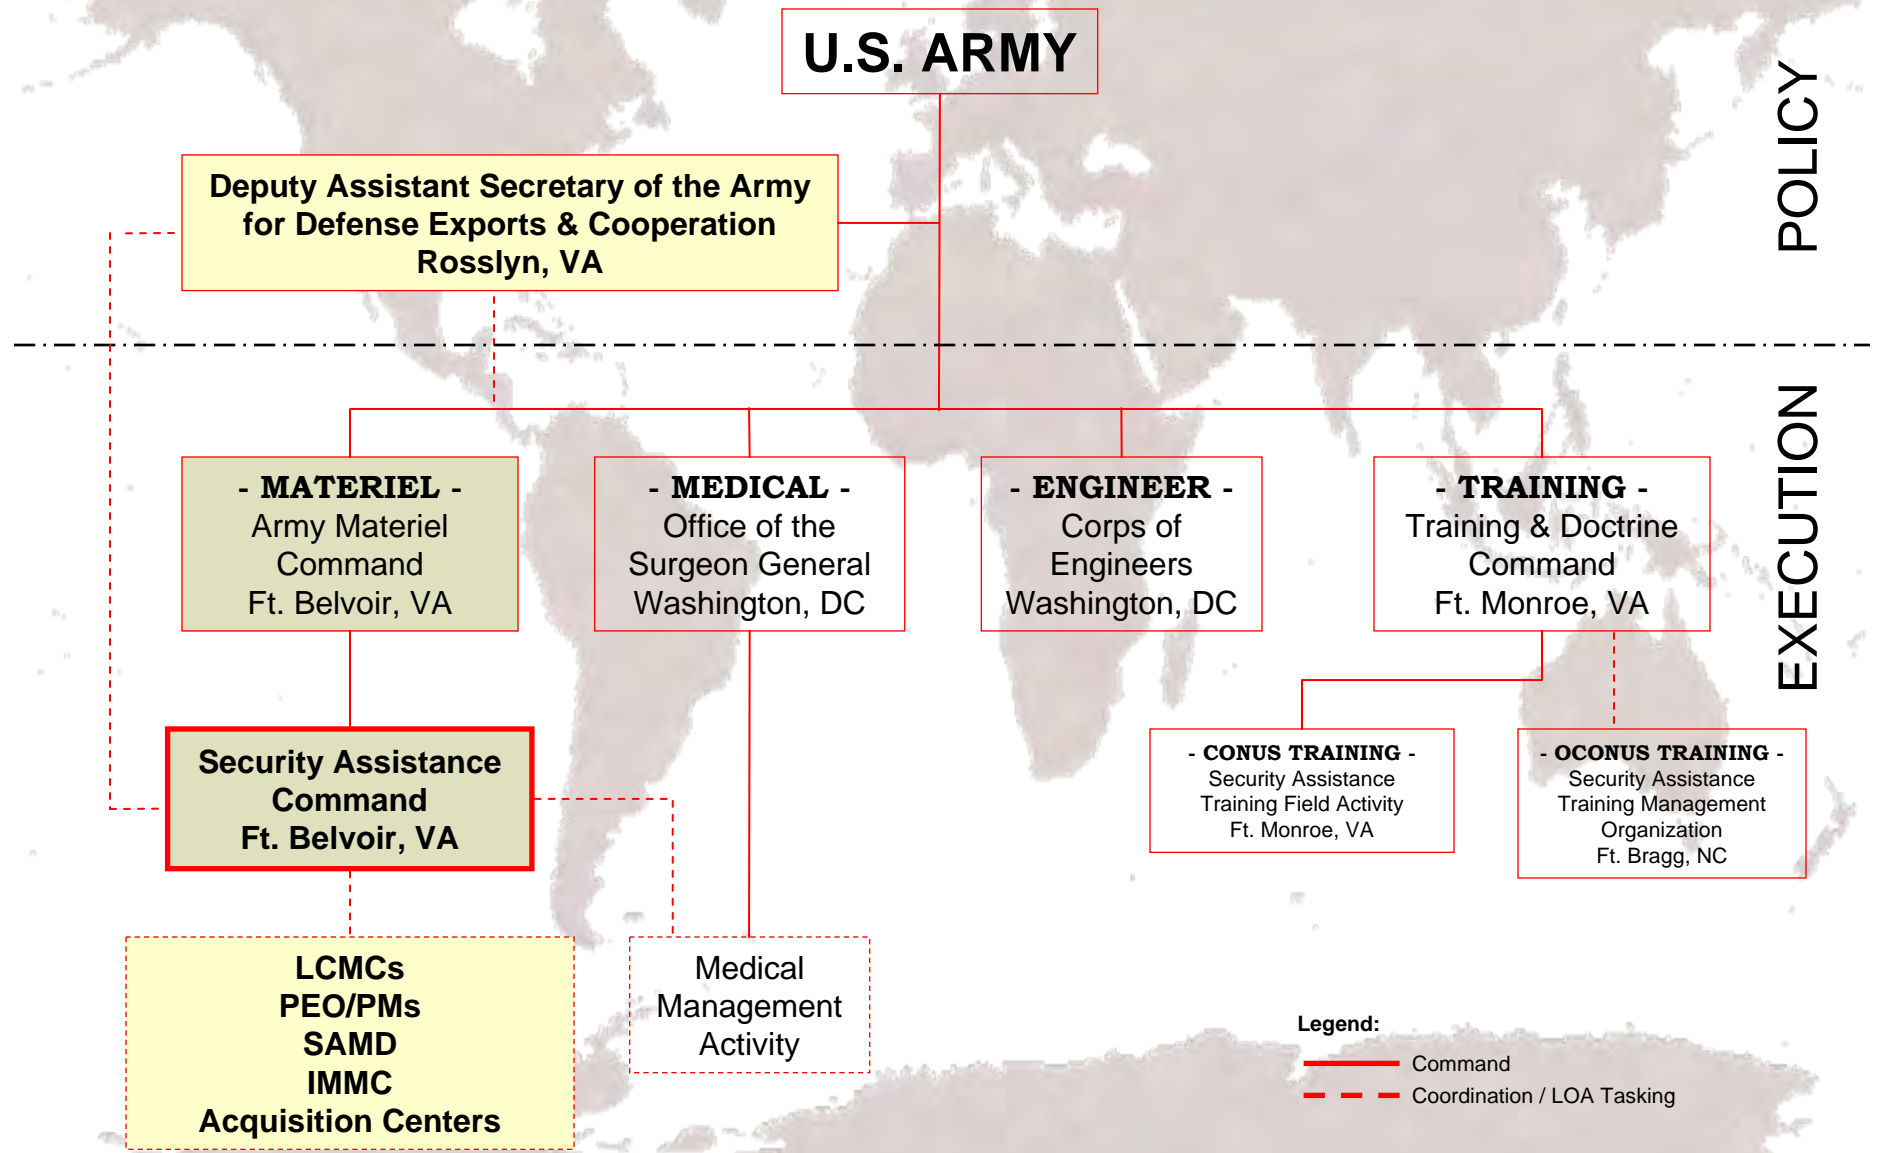 U.S. ARMY
POLICY
Deputy Assistant Secretary of the Army
for Defense Exports & Cooperation
Rosslyn, VA
EXECUTION
- MATERIEL -
Army Materiel
Command
Ft. Belvoir, VA
- MEDICAL -
Office of the
Surgeon General
Washington, DC
- ENGINEER -
Corps of
Engineers
Washington, DC
- TRAINING -
Training & Doctrine
Command
Ft. Monroe, VA
Security Assistance
Command
Ft. Belvoir, VA
- CONUS TRAINING -
Security Assistance
Training Field Activity
Ft. Monroe, VA
- OCONUS TRAINING -
Security Assistance
Training Management
Organization
Ft. Bragg, NC
LCMCs
PEO/PMs
SAMD
IMMC
Acquisition Centers
Medical
Management
Activity
Legend:
Command
Coordination / LOA Tasking